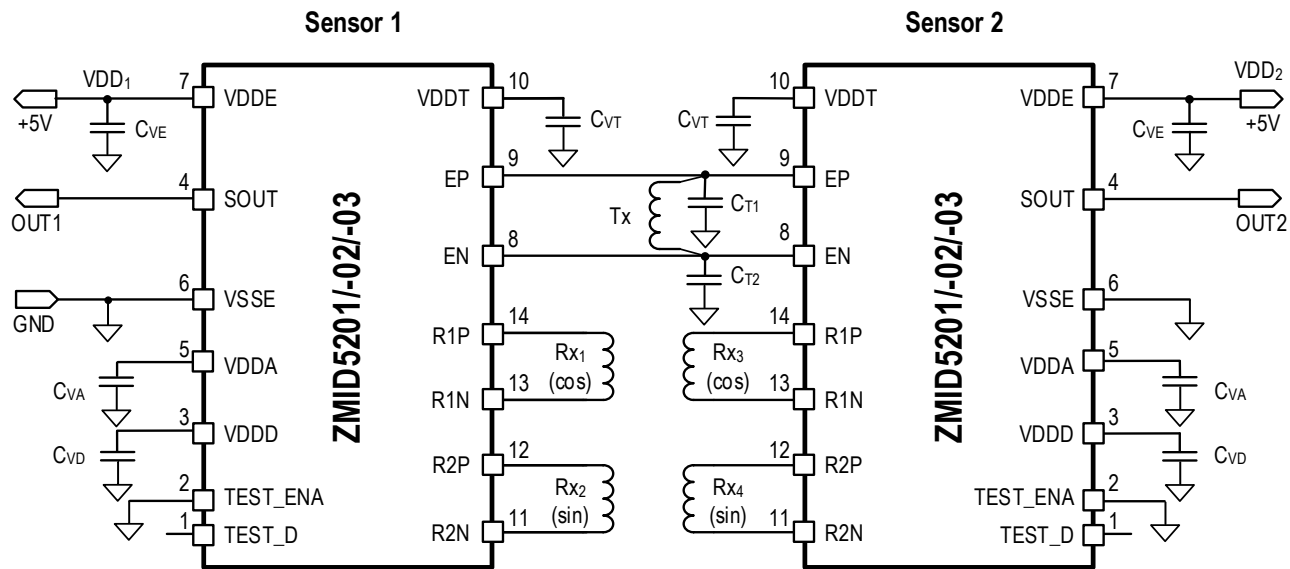 Sensor 1
Sensor 2
VDD1
7
VDDE
VDDT
10
+5V
CVE
CVT
4
SOUT
OUT1
9
EP
8
EN
6
VSSE
GND
5
VDDA
CVA
3
VDDD
CVD
2
TEST_ENA
1
TEST_D
14
R1P
13
R1N
12
R2P
11
R2N
ZMID5201/-02/-03
Tx
CT1
CT2
Rx1
(cos)
Rx2
(sin)
Rx3
(cos)
Rx4
(sin)
10
VDDT
CVT
9
EP
8
EN
14
R1P
13
R1N
12
R2P
11
R2N
ZMID5201/-02/-03
VDDE
7
VDD2
+5V
CVE
SOUT
4
OUT2
VSSE
6
VDDA
5
CVA
VDDD
3
CVD
TEST_ENA
2
TEST_D
1